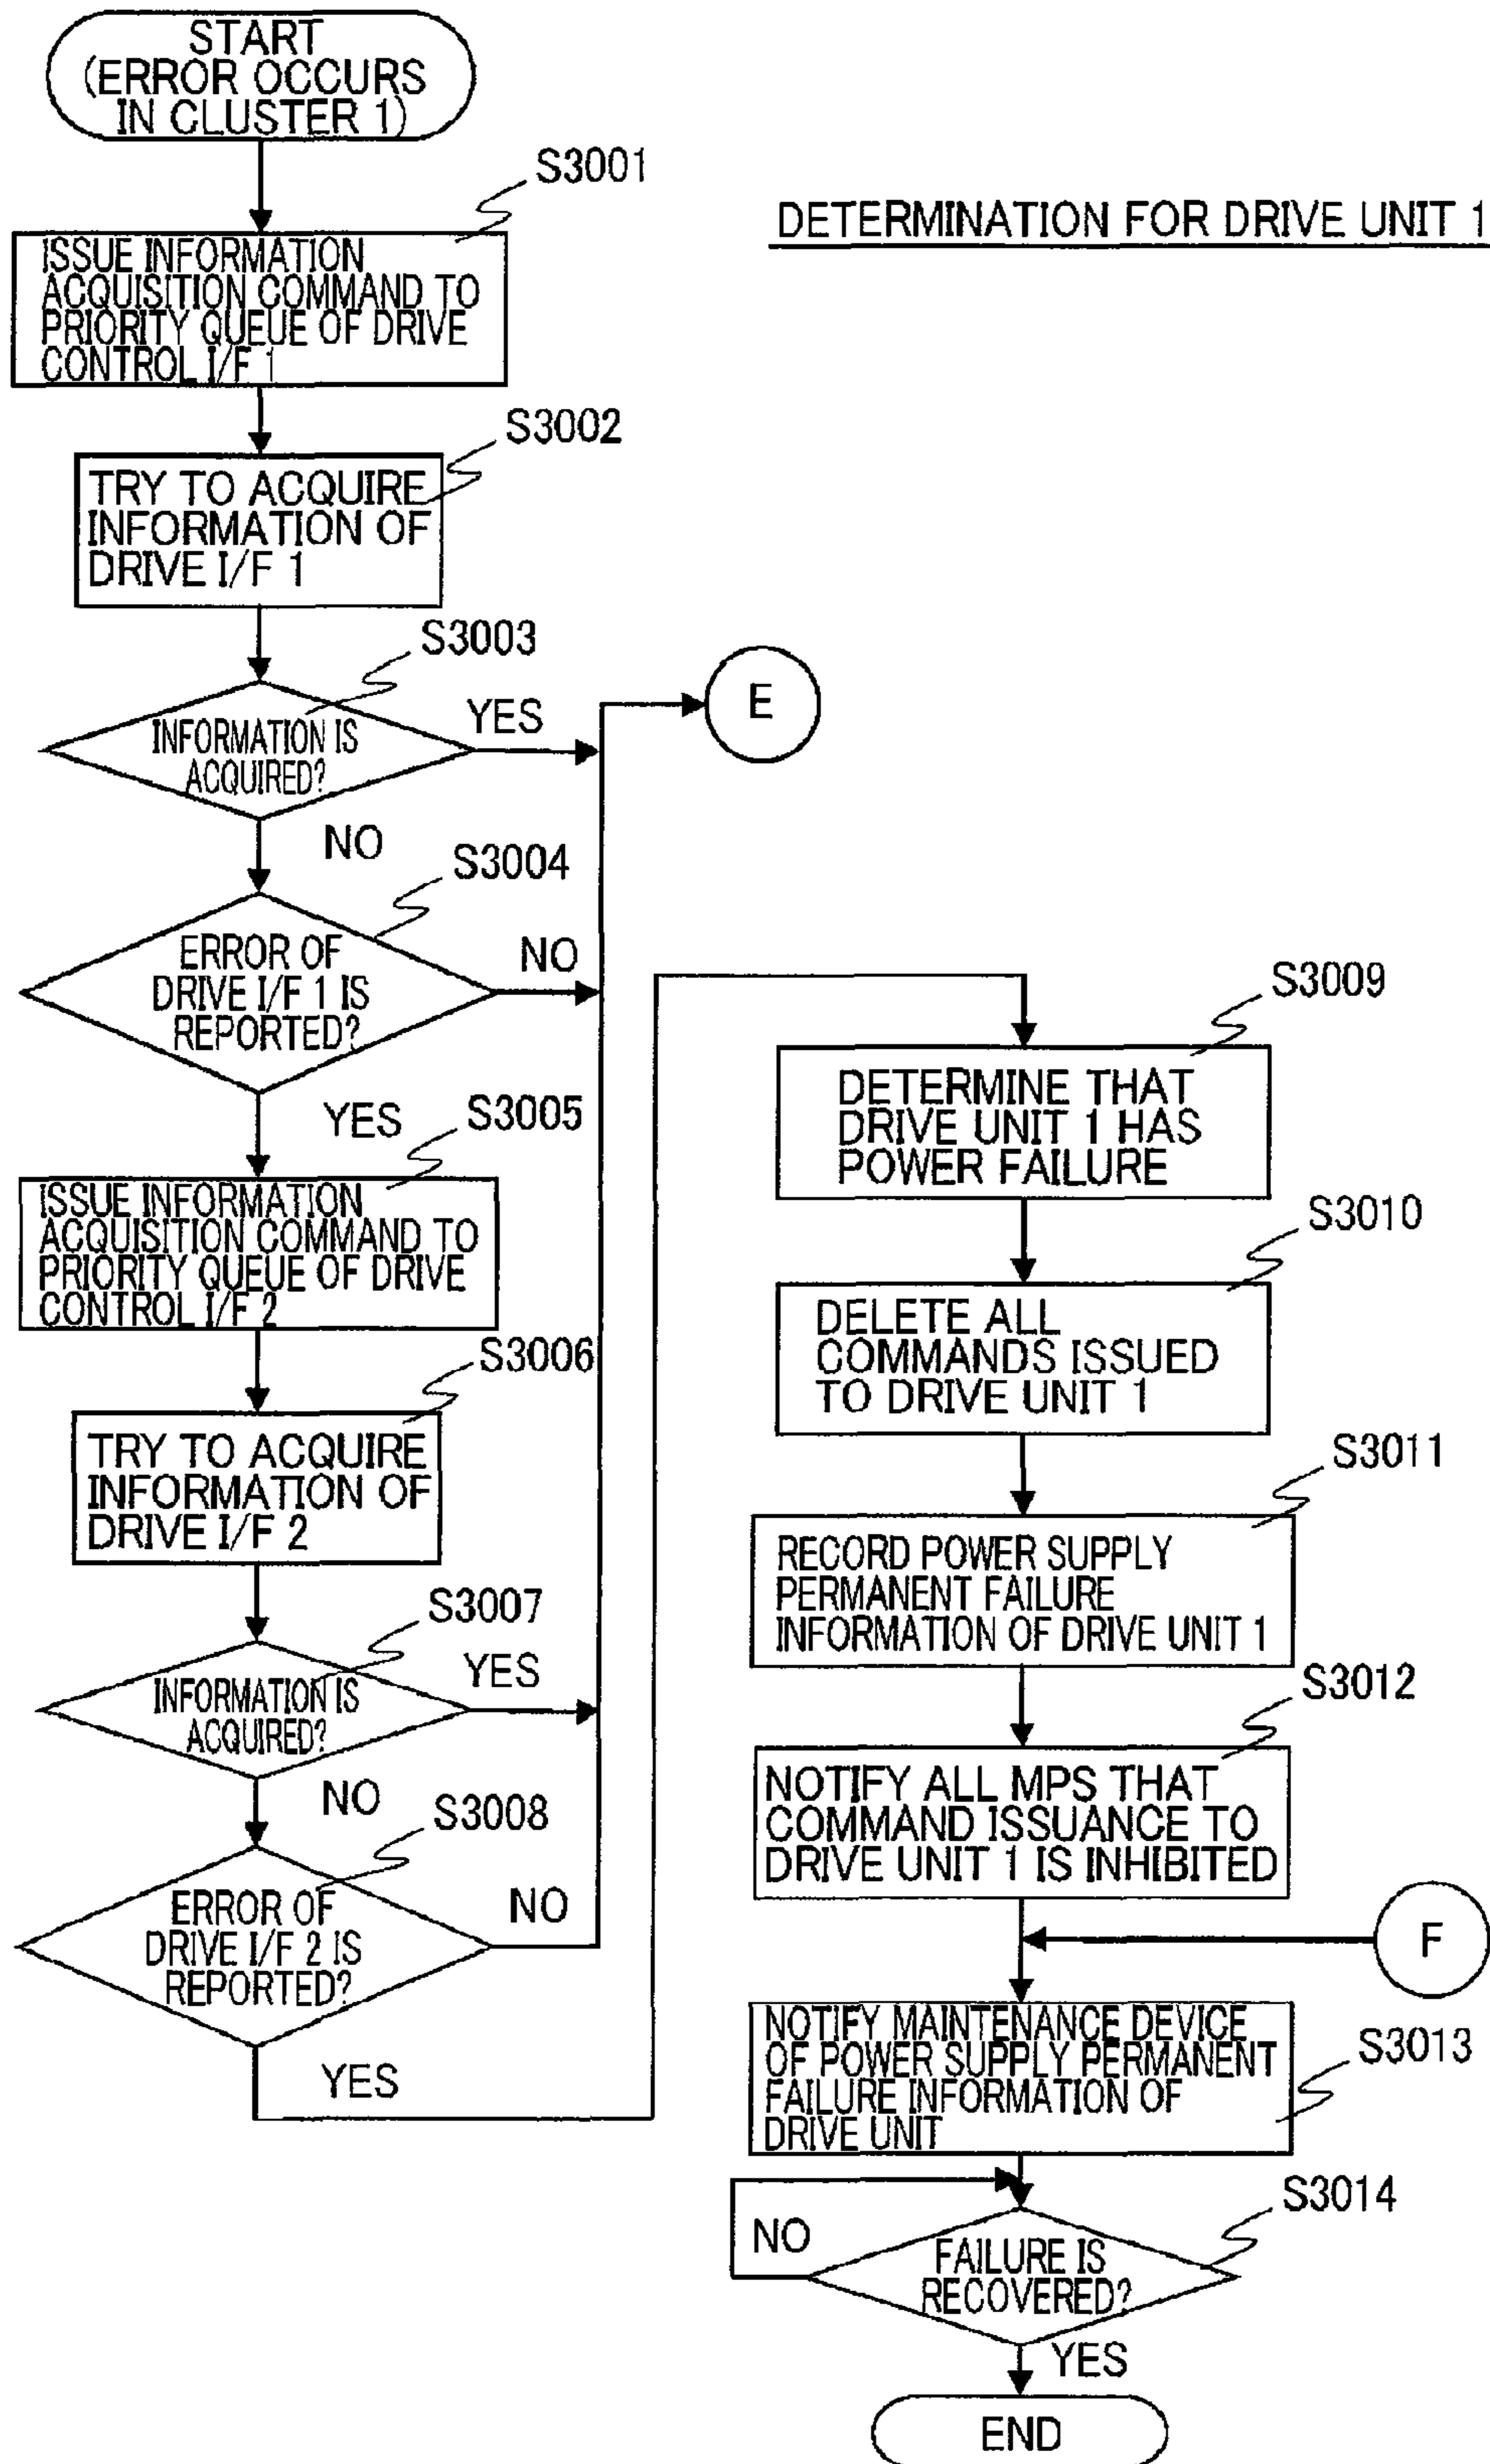 START
(ERROR OCCURS
IN CLUSTER 1)
S3001
DETERMINATION FOR DRIVE UNIT 1
ISSUE INFORMATION
ACQUISITION COMMAND TO
PRIORITY QUEUE OF DRIVE
CONTROL I/F 1
S3002
TRY TO ACQUIRE
INFORMATION OF
DRIVE I/F 1
S3003
INFORMATION IS
ACQUIRED?
YES
E
NO
S3004
ERROR OF
DRIVE I/F 1 IS
REPORTED?
NO
YES
S3005
ISSUE INFORMATION
ACQUISITION COMMAND TO
PRIORITY QUEUE OF DRIVE
CONTROL I/F 2
S3006
TRY TO ACQUIRE
INFORMATION OF
DRIVE I/F 2
S3007
INFORMATION IS
ACQUIRED?
YES
NO
S3008
ERROR OF
DRIVE I/F 2 IS
REPORTED?
NO
YES
S3009
DETERMINE THAT
DRIVE UNIT 1 HAS
POWER FAILURE
S3010
DELETE ALL
COMMANDS ISSUED
TO DRIVE UNIT 1
S3011
RECORD POWER SUPPLY
PERMANENT FAILURE
INFORMATION OF DRIVE UNIT 1
S3012
NOTIFY ALL MPS THAT
COMMAND ISSUANCE TO
DRIVE UNIT 1 IS INHIBITED
F
NOTIFY MAINTENANCE DEVICE
OF POWER SUPPLY PERMANENT
FAILURE INFORMATION OF
DRIVE UNIT
S3013
S3014
NO
FAILURE IS
RECOVERED?
YES
END